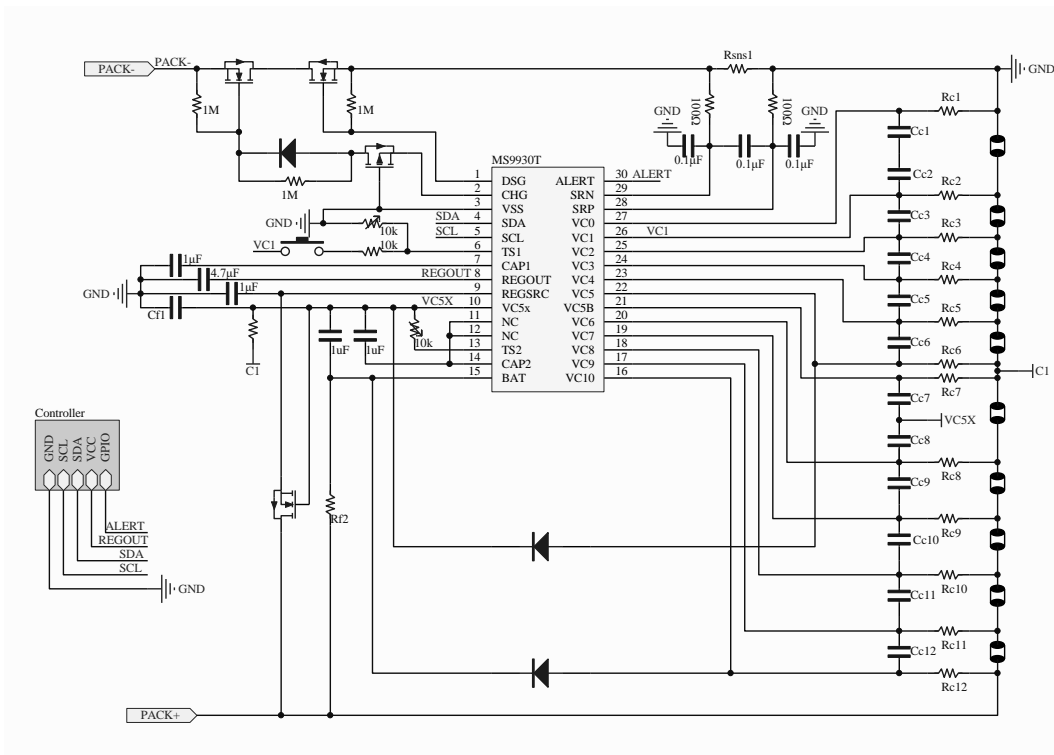 PACK- PACK-
Rsns1
GND
1M
1M
100Ω
100Ω
GND
GND
0.1µF
0.1µF
0.1µF
Rc1
Cc1
Cc2
Rc2
Cc3
Rc3
Cc4
Rc4
Cc5
Rc5
Cc6
Rc6
Rc7
C1
Cc7
VC5X
Cc8
Rc8
Cc9
Rc9
Cc10
Rc10
Cc11
Rc11
Cc12
Rc12
1M
MS9930T
1 DSG ALERT 30 ALERT
2 CHG SRN 29
3 VSS SRP 28
SDA 4 SDA VC0 27
SCL 5 SCL VC1 26 VC1
6 TS1 VC2 25
7 CAP1 VC3 24
REGOUT 8 REGOUT VC4 23
9 REGSRC VC5 22
VC5X 10 VC5x VC5B 21
11 NC VC6 20
12 NC VC7 19
13 TS2 VC8 18
14 CAP2 VC9 17
15 BAT VC10 16
GND
10k
VC1
10k
1µF
4.7µF
1µF
GND
Cf1
C1
1uF
1uF
10k
Controller
GND
SCL
SDA
VCC
GPIO
ALERT
REGOUT
SDA
SCL
GND
Rf2
PACK+